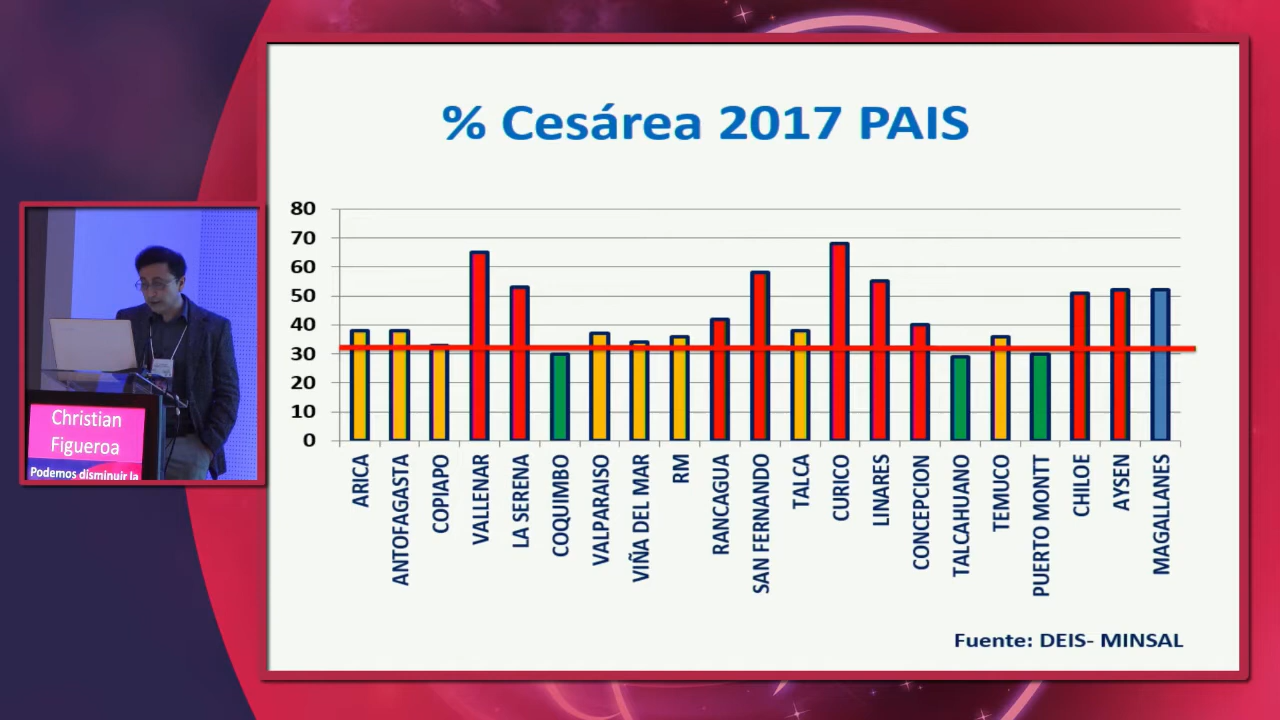 % Cesárea 2017 PAIS
80
70
60
50
40
30
20
10
0
ARICA
ANTOFAGASTA
COPIAPO
VALLENAR
LA SERENA
COQUIMBO
VALPARAISO
VIÑA DEL MAR
RM
RANCAGUA
SAN FERNANDO
TALCA
CURICO
LINARES
CONCEPCION
TALCAHUANO
TEMUCO
PUERTO MONTT
CHILOE
AYSEN
MAGALLANES
Fuente: DEIS- MINSAL
Christian
Figueroa
Podemos disminuir la